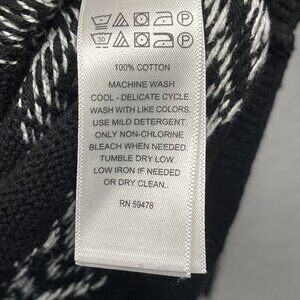 30
100% COTTON
MACHINE WASH
COOL - DELICATE CYCLE.
WASH WITH LIKE COLORS.
USE MILD DETERGENT.
ONLY NON-CHLORINE
BLEACH WHEN NEEDED.
TUMBLE DRY LOW.
LOW IRON IF NEEDED
OR DRY CLEAN.
RN 59478